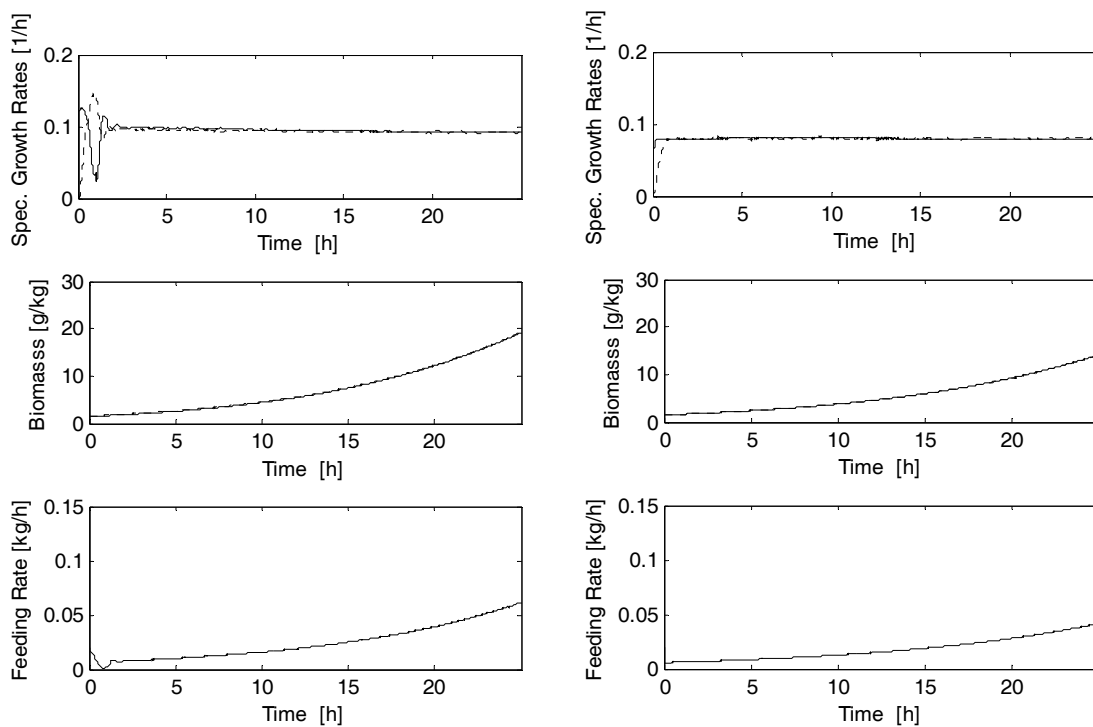 Spec. Growth Rates [1/h]
0.2
0.1
0
0 5 10 15 20
Time [h]
Biomasss [g/kg]
30
20
10
0
0 5 10 15 20
Time [h]
Feeding Rate [kg/h]
0.15
0.1
0.05
0
0 5 10 15 20
Time [h]
Spec. Growth Rates [1/h]
0.2
0.1
0
0 5 10 15 20
Time [h]
Biomasss [g/kg]
30
20
10
0
0 5 10 15 20
Time [h]
Feeding Rate [kg/h]
0.15
0.1
0.05
0
0 5 10 15 20
Time [h]